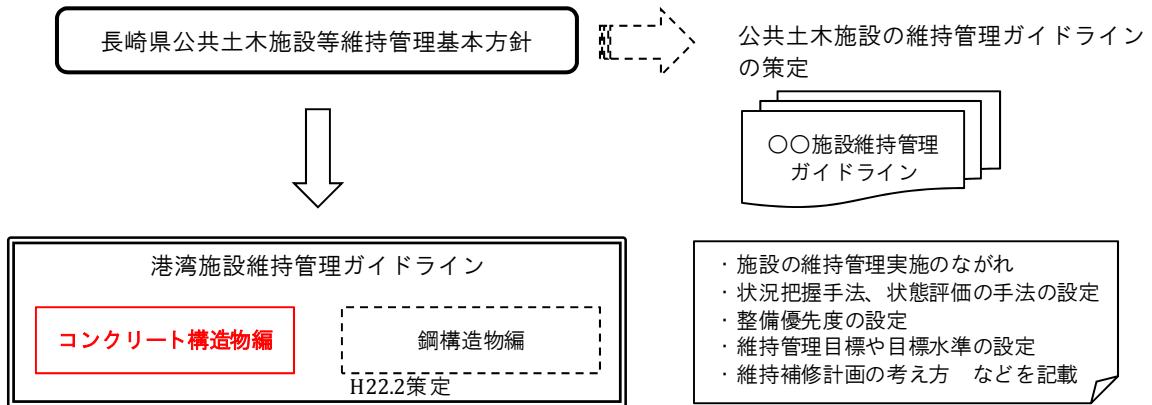 長崎県公共土木施設等維持管理基本方針
公共土木施設の維持管理ガイドライン
の策定
〇〇施設維持管理
ガイドライン
港湾施設維持管理ガイドライン
コンクリート構造物編
鋼構造物編
H22.2策定
・施設の維持管理実施のながれ
・状況把握手法、状態評価の手法の設定
・整備優先度の設定
・維持管理目標や目標水準の設定
・維持補修計画の考え方　などを記載